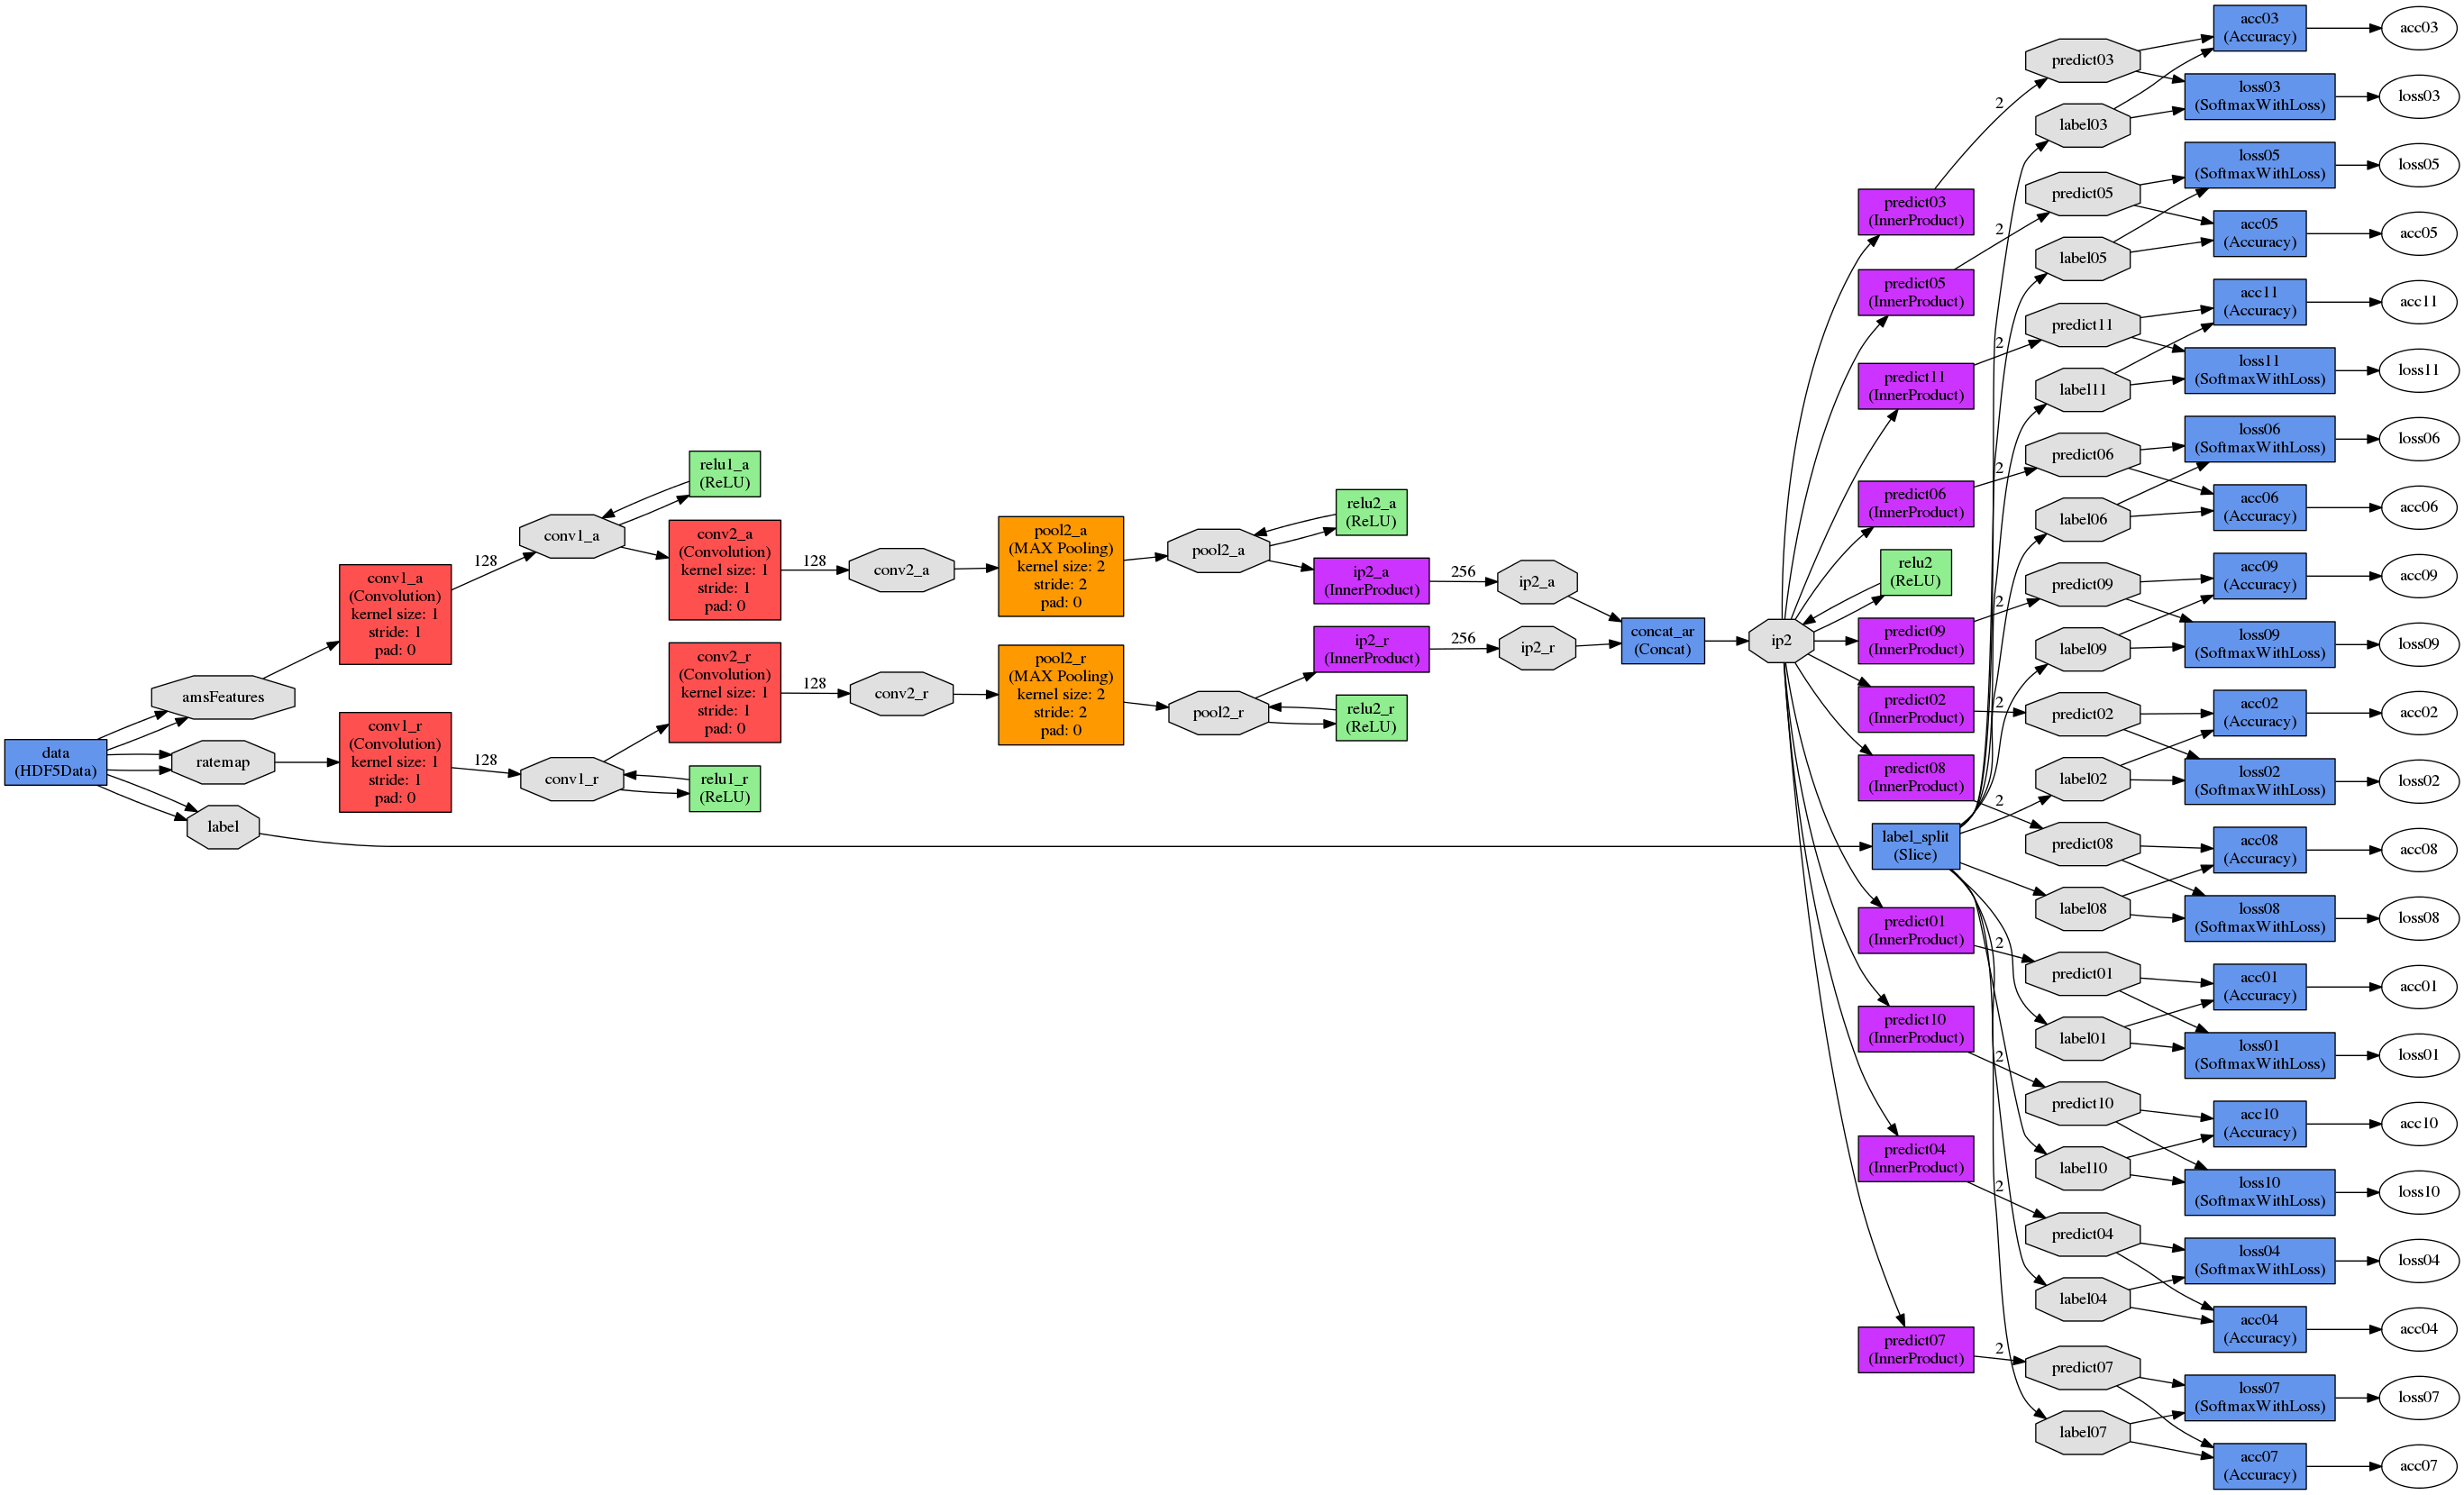 data
(HDF5Data)
amsFeatures
ratemap
label
conv1_a
(Convolution)
kernel size: 1
stride: 1
pad: 0
conv1_r
(Convolution)
kernel size: 1
stride: 1
pad: 0
128
128
conv1_a
conv1_r
relu1_a
(ReLU)
conv2_a
(Convolution)
kernel size: 1
stride: 1
pad: 0
conv2_r
(Convolution)
kernel size: 1
stride: 1
pad: 0
relu1_r
(ReLU)
128
128
conv2_a
conv2_r
pool2_a
(MAX Pooling)
kernel size: 2
stride: 2
pad: 0
pool2_r
(MAX Pooling)
kernel size: 2
stride: 2
pad: 0
pool2_a
pool2_r
relu2_a
(ReLU)
ip2_a
(InnerProduct)
ip2_r
(InnerProduct)
relu2_r
(ReLU)
256
256
ip2_a
ip2_r
concat_ar
(Concat)
ip2
predict03
(InnerProduct)
predict05
(InnerProduct)
predict11
(InnerProduct)
predict06
(InnerProduct)
relu2
(ReLU)
predict09
(InnerProduct)
predict02
(InnerProduct)
predict08
(InnerProduct)
label_split
(Slice)
predict01
(InnerProduct)
predict10
(InnerProduct)
predict04
(InnerProduct)
predict07
(InnerProduct)
2
2
2
2
2
2
2
2
2
2
2
predict03
label03
predict05
label05
predict11
label11
predict06
label06
predict09
label09
predict02
label02
predict08
label08
predict01
label01
predict10
label10
predict04
label04
predict07
label07
acc03
(Accuracy)
loss03
(SoftmaxWithLoss)
loss05
(SoftmaxWithLoss)
acc05
(Accuracy)
acc11
(Accuracy)
loss11
(SoftmaxWithLoss)
loss06
(SoftmaxWithLoss)
acc06
(Accuracy)
acc09
(Accuracy)
loss09
(SoftmaxWithLoss)
acc02
(Accuracy)
loss02
(SoftmaxWithLoss)
acc08
(Accuracy)
loss08
(SoftmaxWithLoss)
acc01
(Accuracy)
loss01
(SoftmaxWithLoss)
acc10
(Accuracy)
loss10
(SoftmaxWithLoss)
loss04
(SoftmaxWithLoss)
acc04
(Accuracy)
loss07
(SoftmaxWithLoss)
acc07
(Accuracy)
acc03
loss03
loss05
acc05
acc11
loss11
loss06
acc06
acc09
loss09
acc02
loss02
acc08
loss08
acc01
loss01
acc10
loss10
loss04
acc04
loss07
acc07